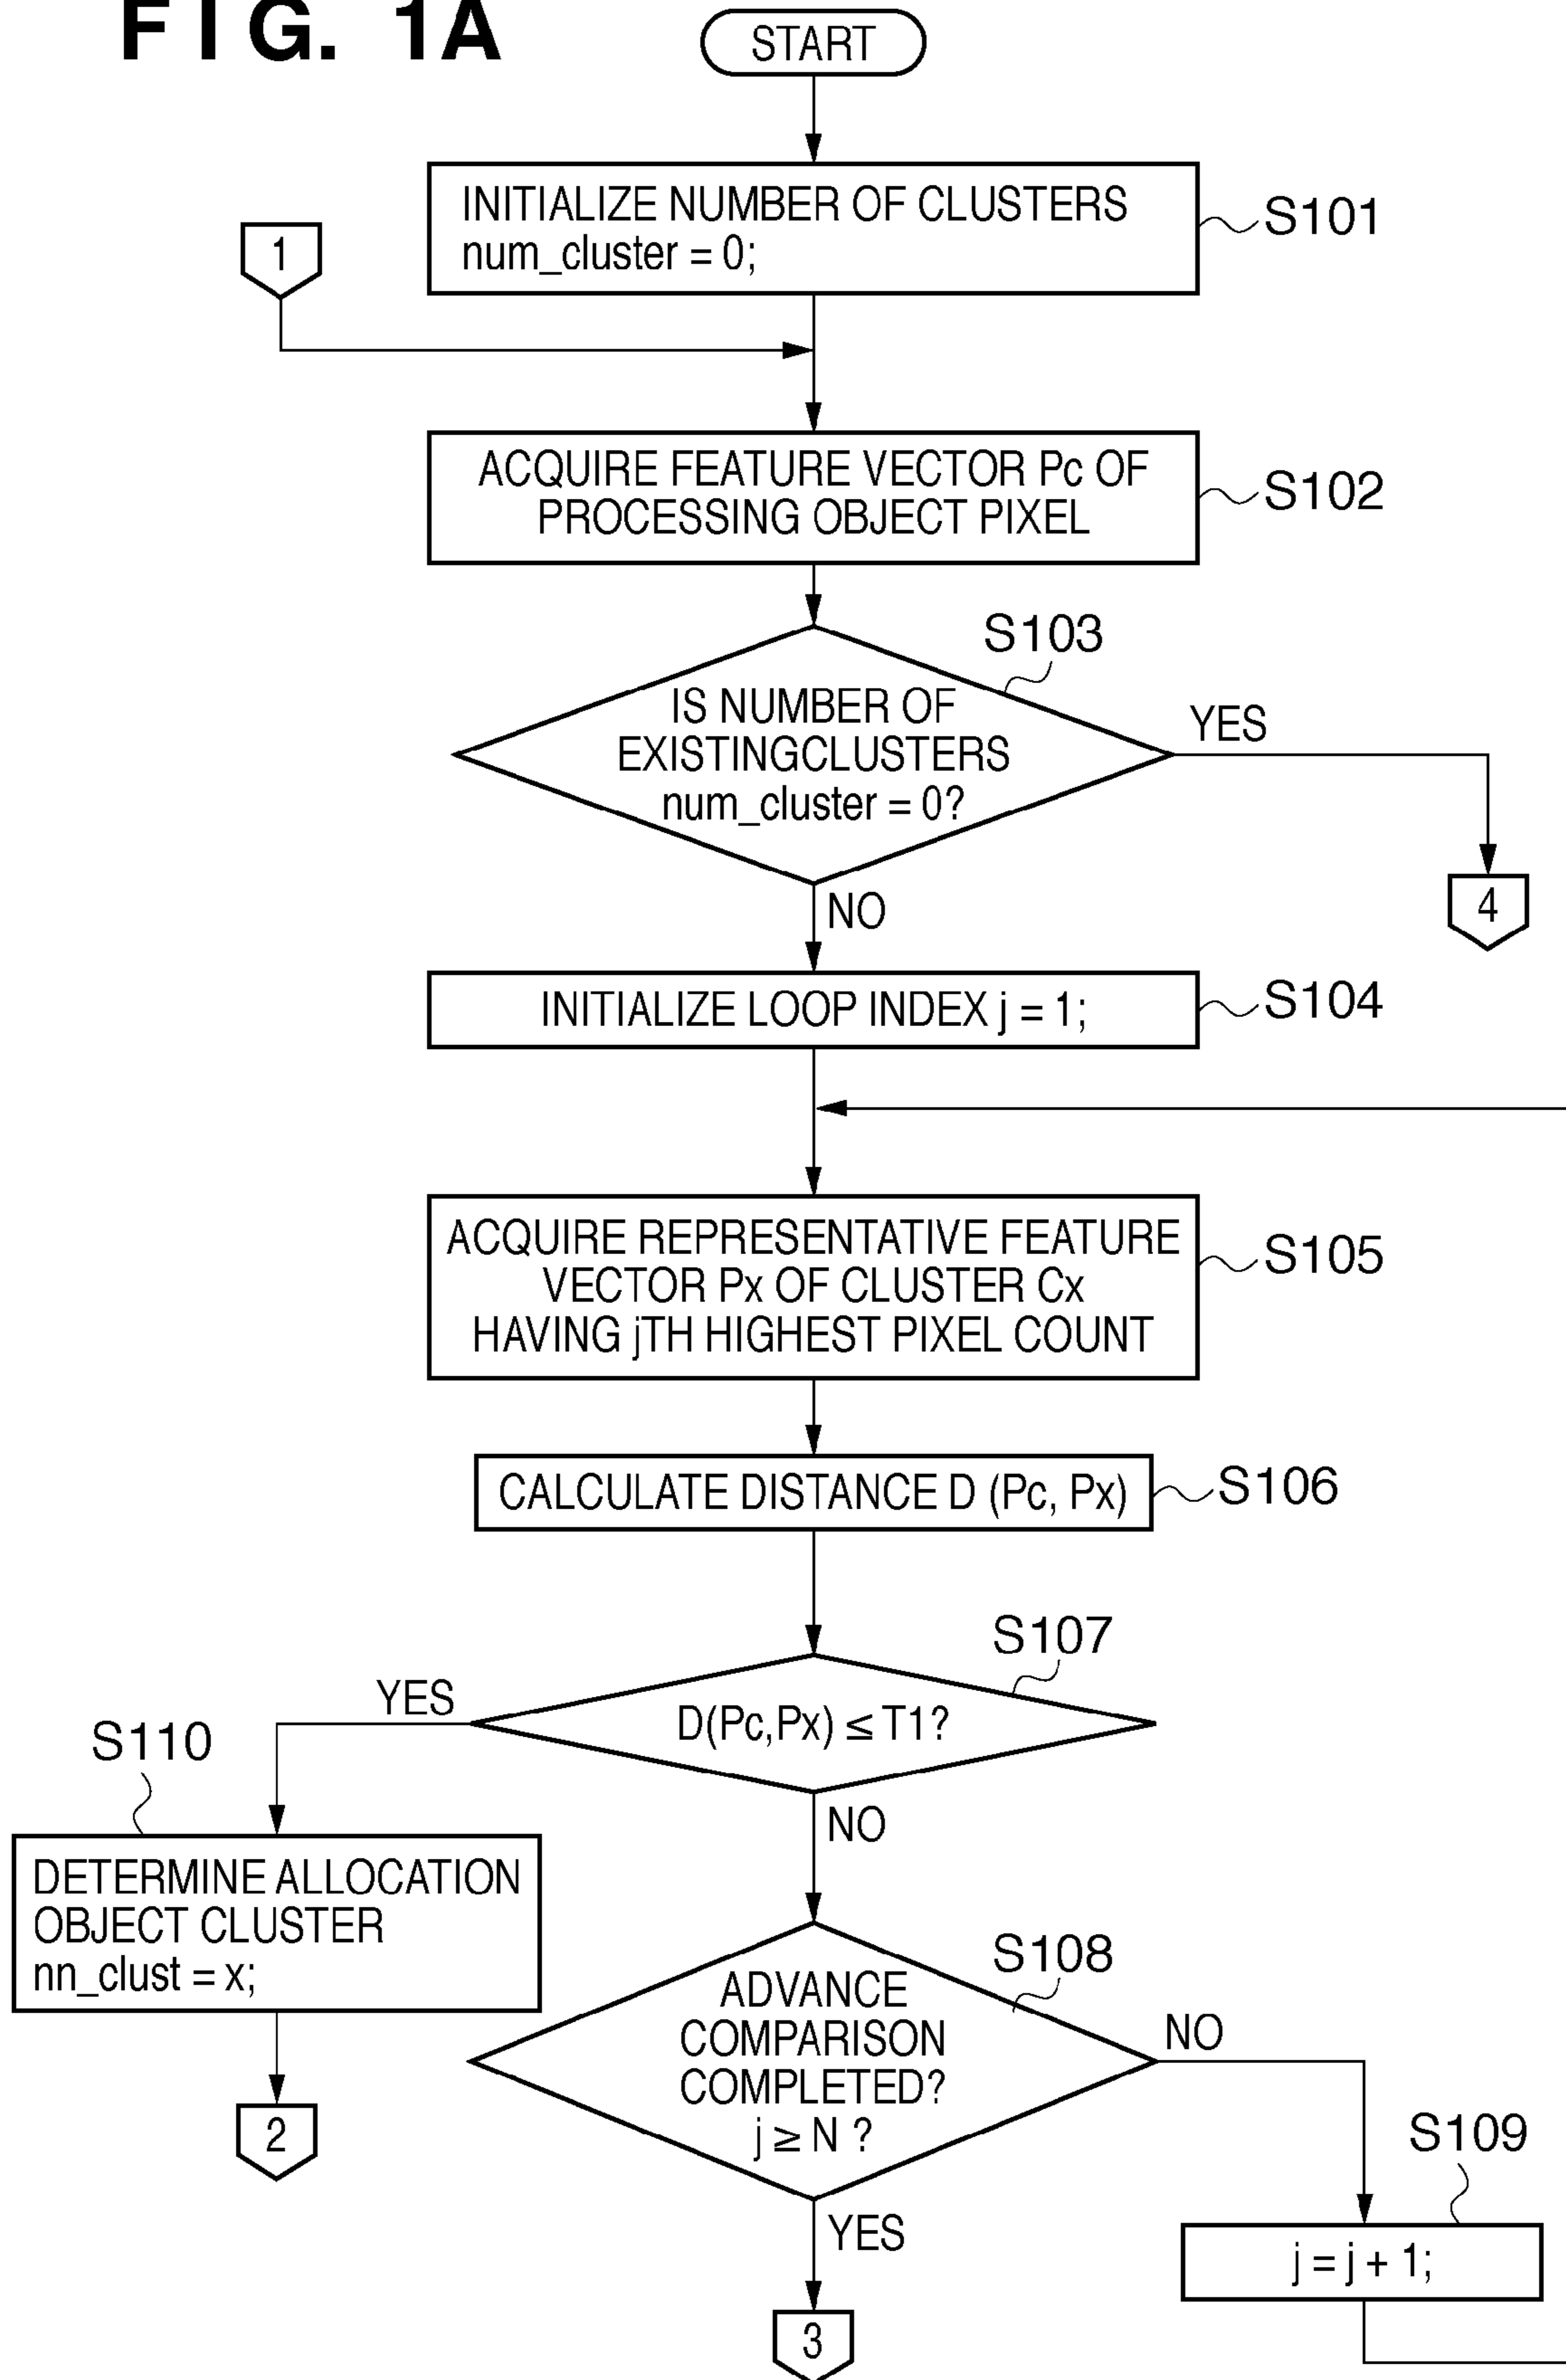 FIG. 1A
START
INITIALIZE NUMBER OF CLUSTERS
num_cluster = 0;
S101
1
ACQUIRE FEATURE VECTOR Pc OF
PROCESSING OBJECT PIXEL
S102
S103
IS NUMBER OF
EXISTINGCLUSTERS
num_cluster = 0?
YES
4
NO
INITIALIZE LOOP INDEX j = 1;
S104
ACQUIRE REPRESENTATIVE FEATURE
VECTOR Px OF CLUSTER Cx
HAVING jTH HIGHEST PIXEL COUNT
S105
CALCULATE DISTANCE D (Pc, Px)
S106
S107
D(Pc,Px) ≤ T1?
YES
S110
NO
DETERMINE ALLOCATION
OBJECT CLUSTER
nn_clust = x;
2
S108
ADVANCE
COMPARISON
COMPLETED?
j ≥ N ?
NO
S109
j = j + 1;
YES
3